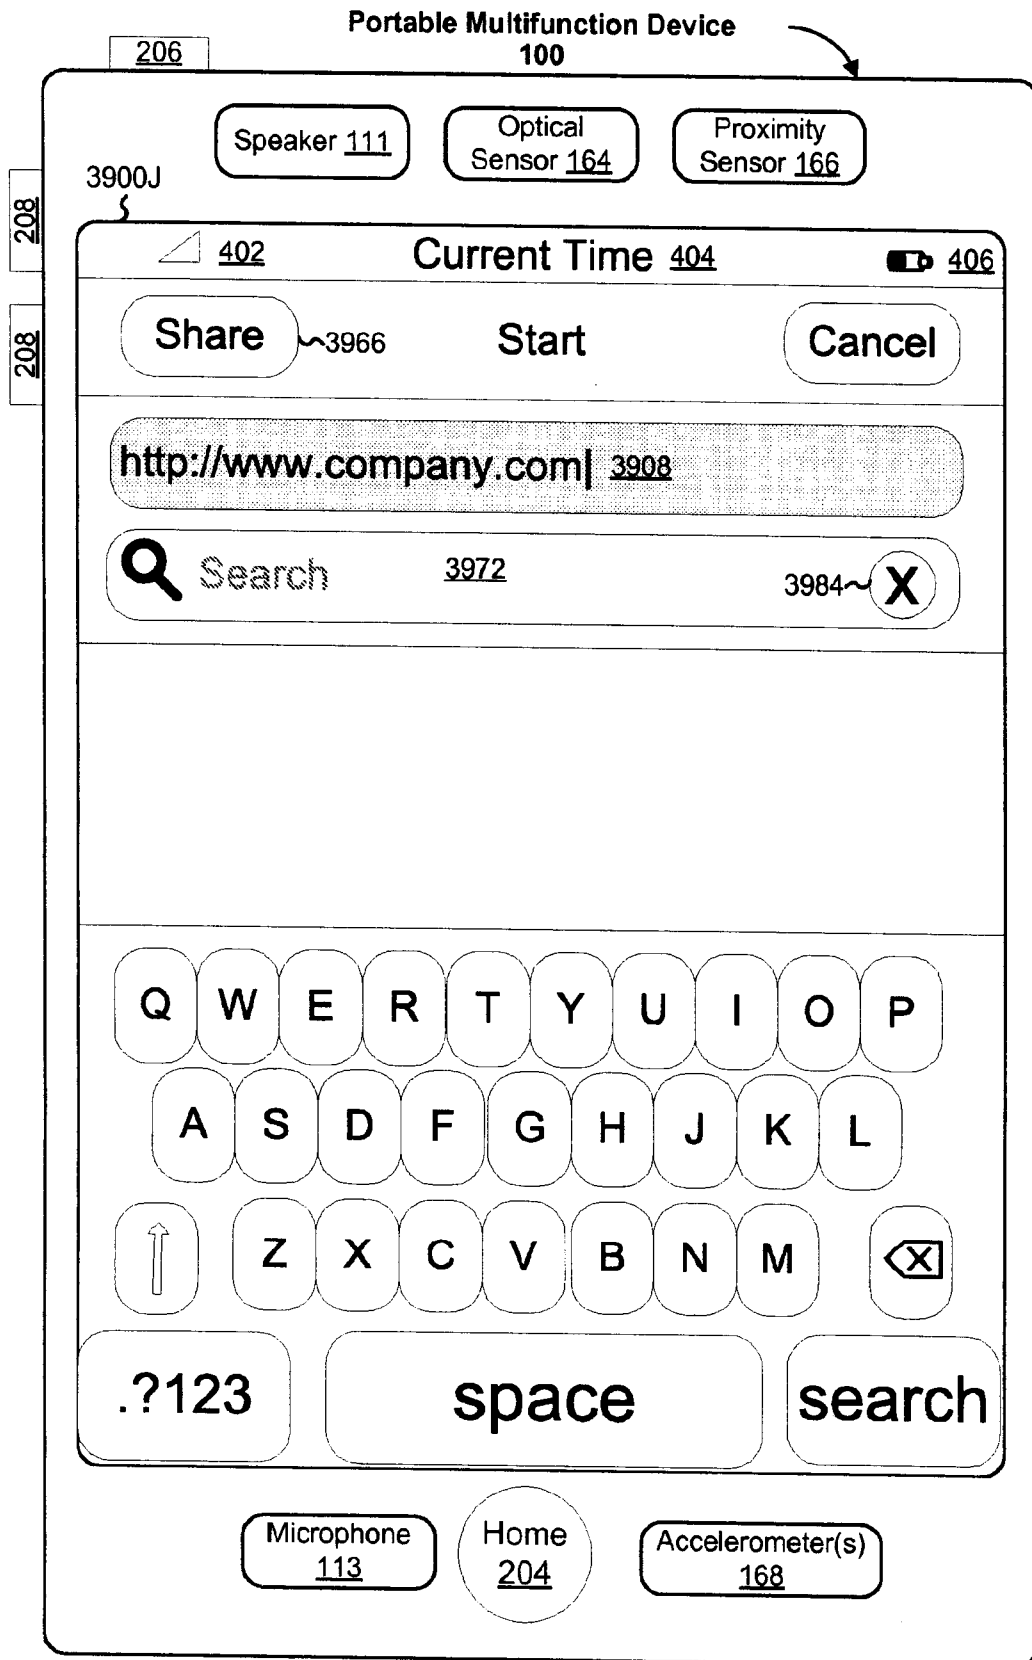 Portable Multifunction Device
100
206
Speaker 111
Optical
Sensor 164
Proximity
Sensor 166
3900J
208
208
402
Current Time 404
406
Share
3966
Start
Cancel
http://www.company.com 3908
Search
3972
3984
X
Q W E R T Y U I O P
A S D F G H J K L
Z X C V B N M X
.?123
space
search
Microphone
113
Home
204
Accelerometer(s)
168